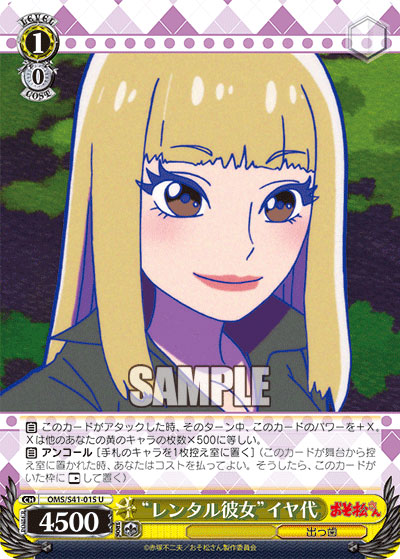 LEVEL
1
0
COST
SAMPLE
自 このカードがアタックした時、そのターン中、このカードのパワーを＋X。
Xは他のあなたの黄のキャラの枚数×500に等しい。
自 アンコール ［手札のキャラを1枚控え室に置く］ （このカードが舞台から控
え室に置かれた時、あなたはコストを払ってよい。そうしたら、このカードが
いた枠に レスト して置く）
CH OMS/S41-015 U
POWER
4500
“レンタル彼女”イヤ代
おそ松さん
出っ歯
©赤塚不二夫／おそ松さん製作委員会